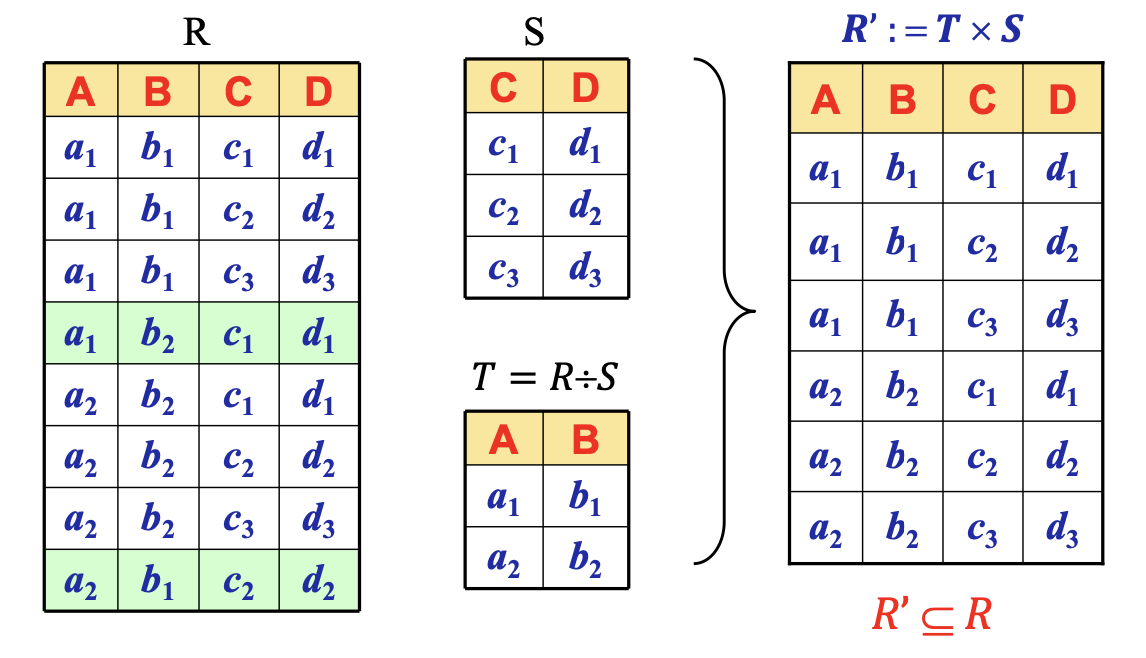 R
A B C D
a₁ b₁ c₁ d₁
a₁ b₁ c₂ d₂
a₁ b₁ c₃ d₃
a₁ b₂ c₁ d₁
a₂ b₂ c₁ d₁
a₂ b₂ c₂ d₂
a₂ b₂ c₃ d₃
a₂ b₁ c₂ d₂
S
C D
c₁ d₁
c₂ d₂
c₃ d₃
T = R÷S
A B
a₁ b₁
a₂ b₂
R’ := T × S
A B C D
a₁ b₁ c₁ d₁
a₁ b₁ c₂ d₂
a₁ b₁ c₃ d₃
a₂ b₂ c₁ d₁
a₂ b₂ c₂ d₂
a₂ b₂ c₃ d₃
R’ ⊆ R